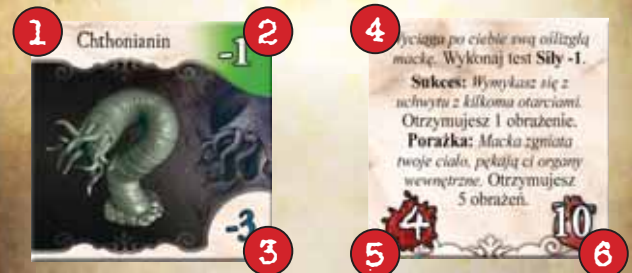 1
Chthonianin
2
-1
-3
3
4
Wyciąga po ciebie swą oślizgłą
mackę. Wykonaj test Siły -1.
Sukces: Wymykasz się z
uchwytu z kilkoma otarciami.
Otrzymujesz 1 obrażenie.
Porażka: Macka zgniata
twoje ciało, pękają ci organy
wewnętrzne. Otrzymujesz
5 obrażeń.
4
10
5
6